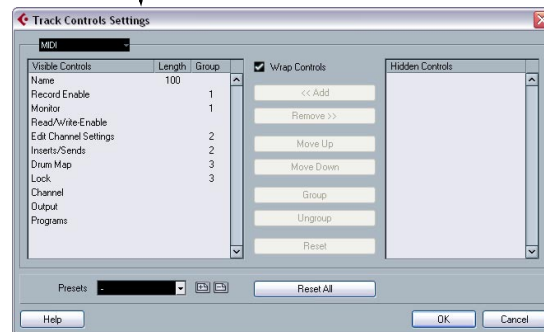 Track Controls Settings
MIDI
Visible Controls Length Group Wrap Controls Hidden Controls
Name 100
Record Enable 1
Monitor 1
Read/Write-Enable
Edit Channel Settings 2
Inserts/Sends 2
Drum Map 3
Lock 3
Channel
Output
Programs
<< Add
Remove >>
Move Up
Move Down
Group
Ungroup
Reset
Presets - Reset All
Help OK Cancel